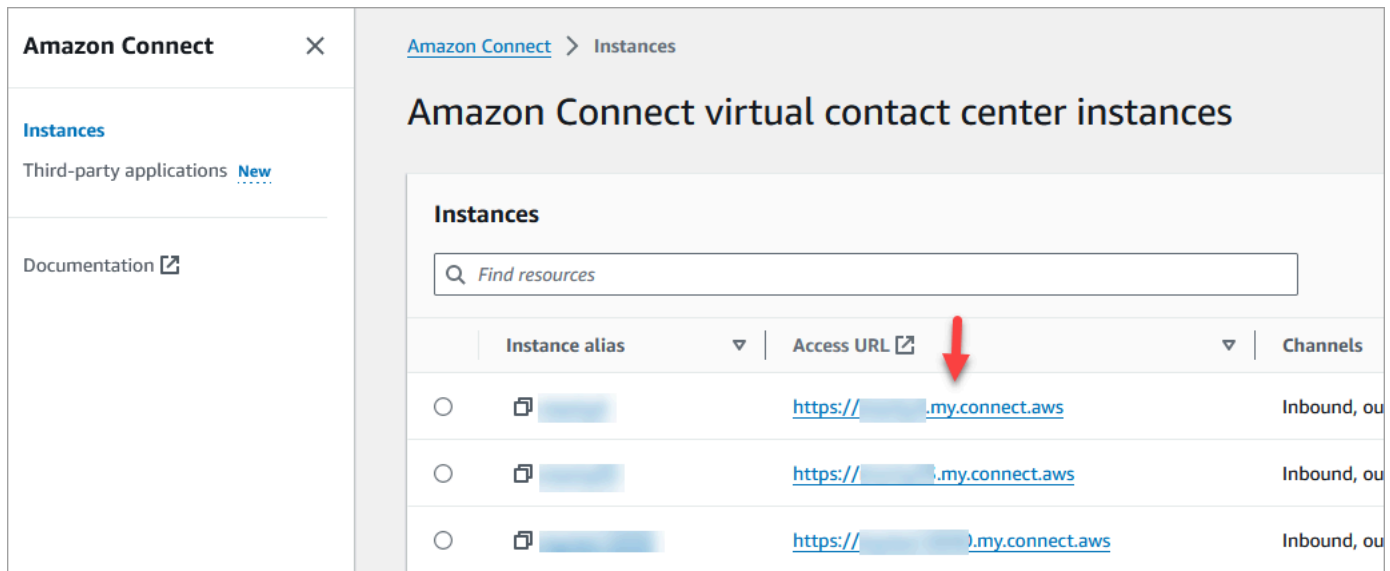 Amazon Connect
Instances
Third-party applications New
Documentation
Amazon Connect > Instances
Amazon Connect virtual contact center instances
Instances
Find resources
Instance alias Access URL Channels
https:// .my.connect.aws Inbound, ou
https:// .my.connect.aws Inbound, ou
https:// .my.connect.aws Inbound, ou